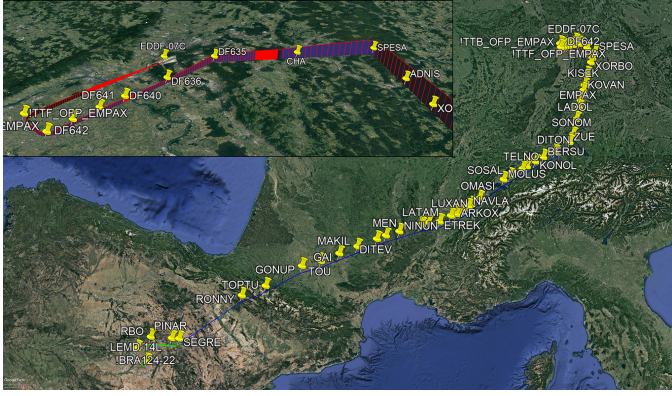 EDDF-07C
DF635
SPESA
CHA
DF636
ADNIS
DF641
DF640
XO
!TTF_OFP_EMPAX
EMPAX
DF642
EDDF-07C
!TTB_OFP_EMPAX
DF642
SPESA
!TTF_OFP_EMPAX
XORBO
KISEK
KOVAN
EMPAX
LADOL
SONOM
ZUE
DITON
BERSU
TELNO
KONOL
SOSAL
MOLUS
OMASI
LUXAN
NAVLA
LATAM
ARKOX
MEN
NINUN
ETREK
MAKIL
DITEV
GAI
GONUP
TOU
TOPTU
RONNY
RBO
PINAR
SEGRE
LEMD-14L
!BRA124-22